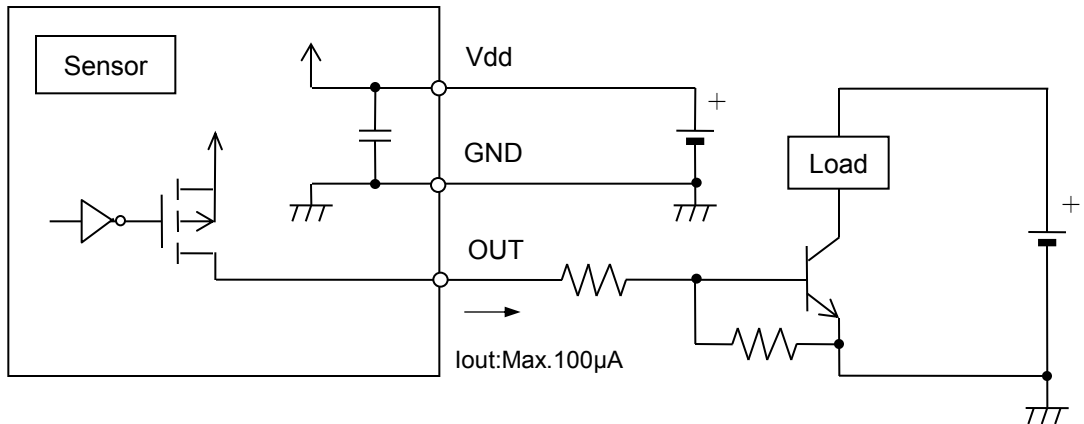 Sensor
Vdd
+
GND
Load
+
OUT
Iout:Max.100µA